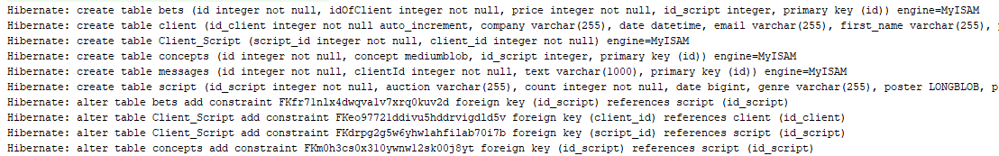 Hibernate: create table bets (id integer not null, idOfClient integer not null, price integer not null, id_script integer, primary key (id)) engine=MyISAM
Hibernate: create table client (id_client integer not null auto_increment, company varchar(255), date datetime, email varchar(255), first_name varchar(255),
Hibernate: create table Client_Script (script_id integer not null, client_id integer not null) engine=MyISAM
Hibernate: create table concepts (id integer not null, concept mediumblob, id_script integer, primary key (id)) engine=MyISAM
Hibernate: create table messages (id integer not null, clientId integer not null, text varchar(1000), primary key (id)) engine=MyISAM
Hibernate: create table script (id_script integer not null, auction varchar(255), count integer not null, date bigint, genre varchar(255), poster LONGBLOB, p
Hibernate: alter table bets add constraint FKfr7lnlx4dwqvalv7xrq0kuv2d foreign key (id_script) references script (id_script)
Hibernate: alter table Client_Script add constraint FKeo9772lddivu5hddrvigdld5v foreign key (client_id) references client (id_client)
Hibernate: alter table Client_Script add constraint FKdrpg2g5w6yhwlahfilab70i7b foreign key (script_id) references script (id_script)
Hibernate: alter table concepts add constraint FKm0h3cs0x3l0ywnwl2sk00j8yt foreign key (id_script) references script (id_script)